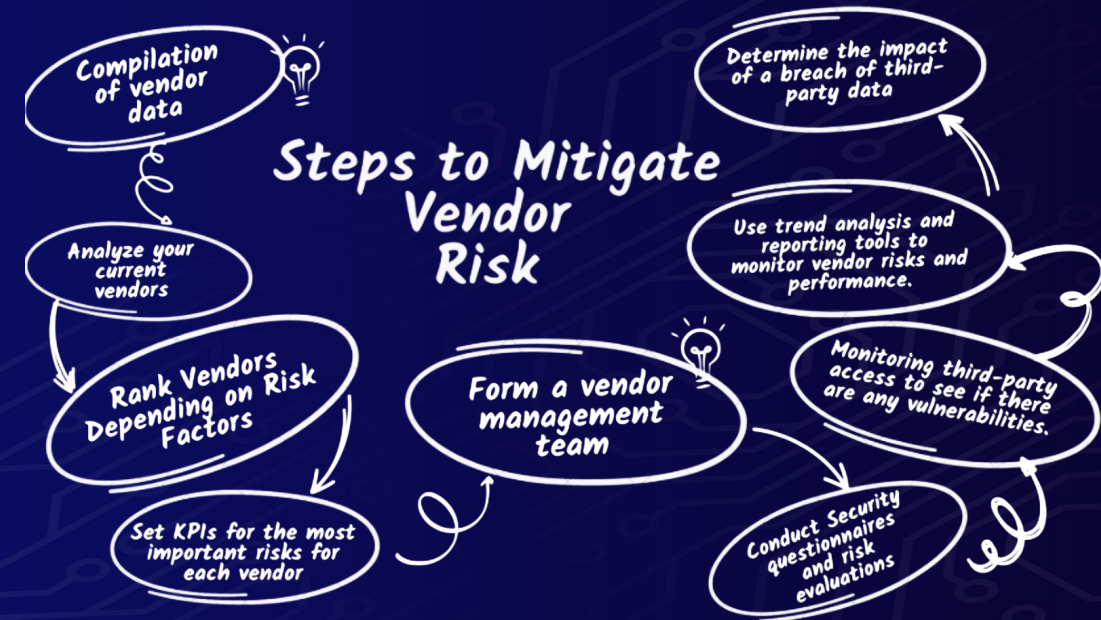 Steps to Mitigate
Vendor
Risk
Compilation
of vendor
data
Analyze your
current
vendors
Rank Vendors
Depending on Risk
Factors
Set KPIs for the most
important risks for
each vendor
Form a vendor
management
team
Conduct Security
questionnaires
and risk
evaluations
Monitoring third-party
access to see if there
are any vulnerabilities.
Use trend analysis and
reporting tools to
monitor vendor risks and
performance.
Determine the impact
of a breach of third-
party data